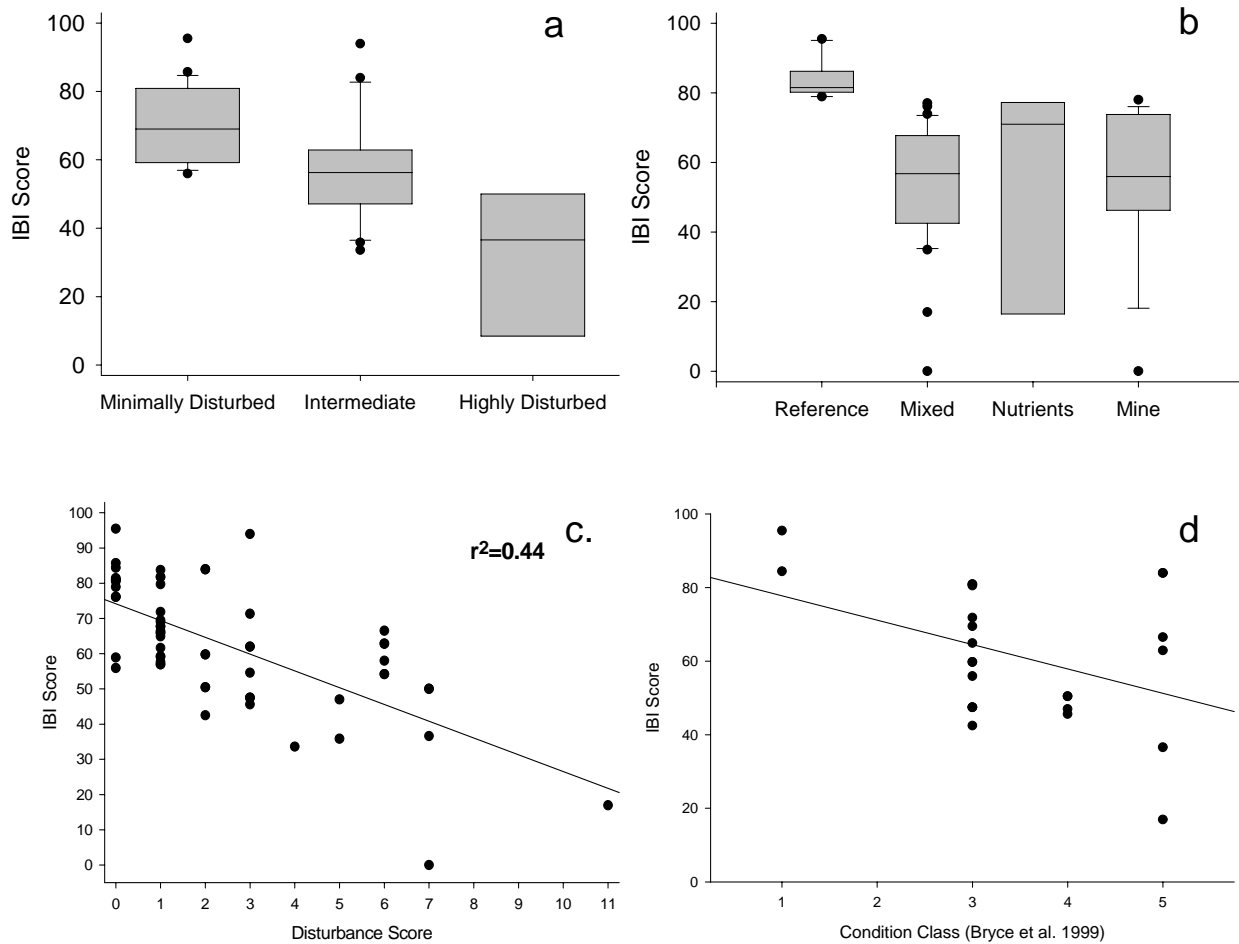 a
100
80
60
40
20
0
IBI Score
Minimally Disturbed Intermediate Highly Disturbed
b
100
80
60
40
20
0
IBI Score
Reference Mixed Nutrients Mine
c.
r²=0.44
100
90
80
70
60
50
40
30
20
10
0
IBI Score
0 1 2 3 4 5 6 7 8 9 10 11
Disturbance Score
d
100
80
60
40
20
0
IBI Score
1 2 3 4 5
Condition Class (Bryce et al. 1999)